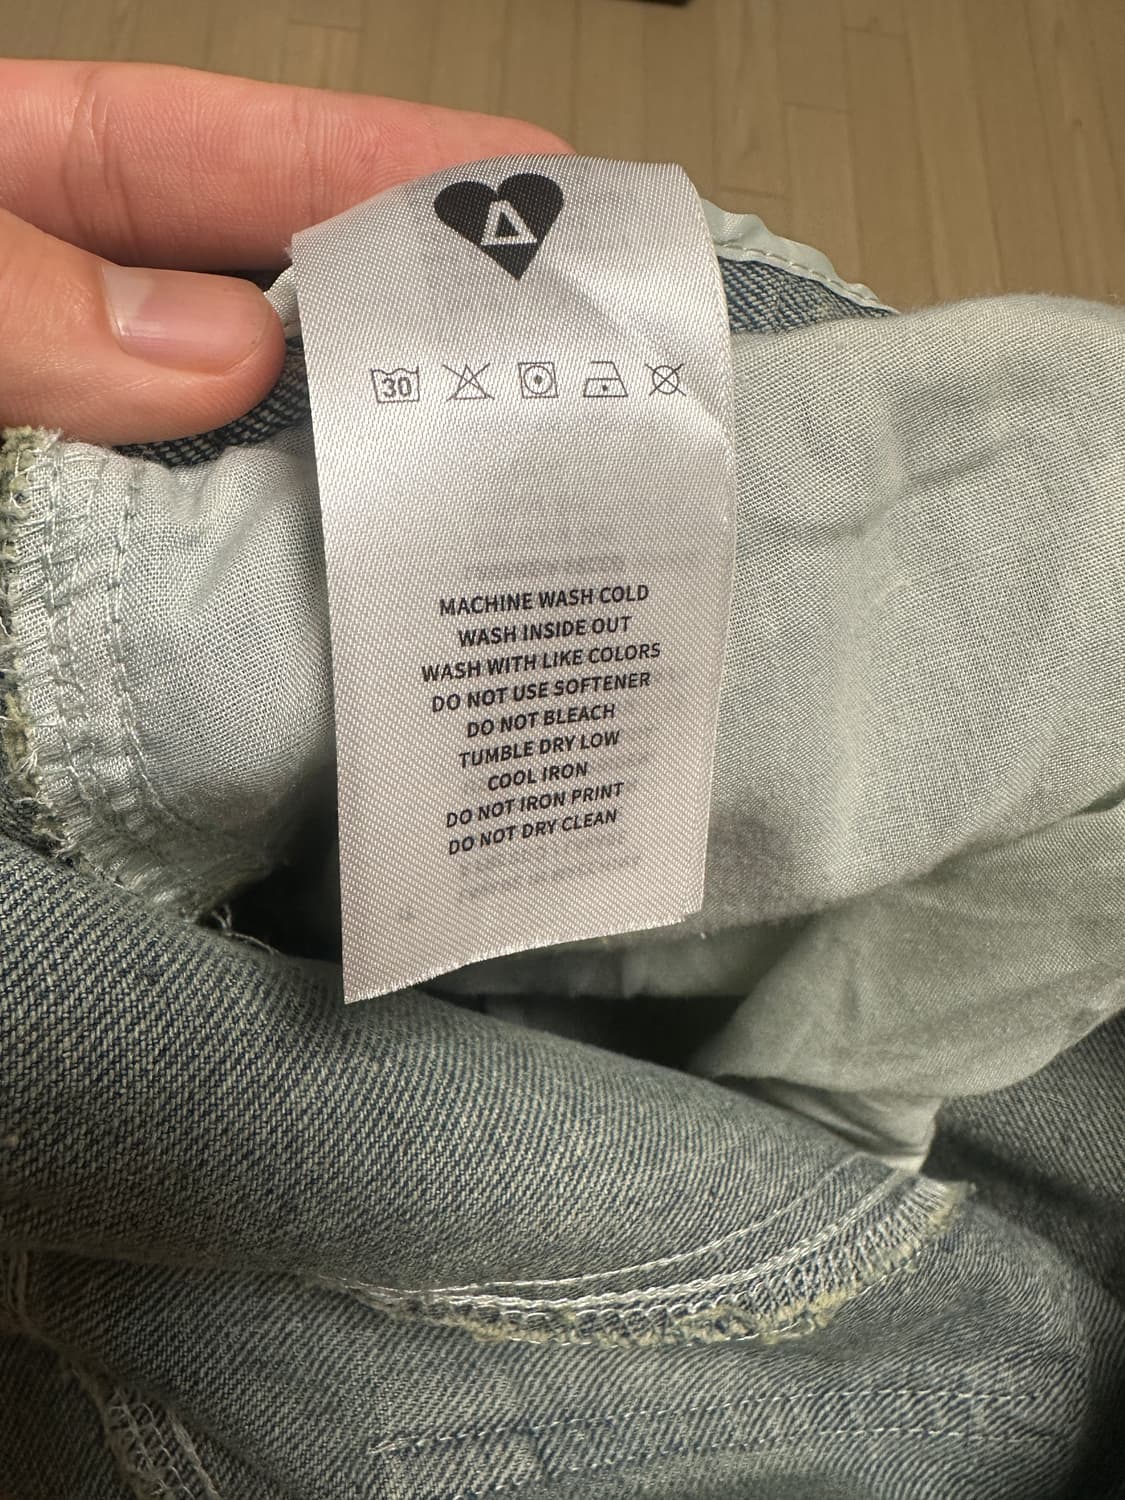 30
MACHINE WASH COLD
WASH INSIDE OUT
WASH WITH LIKE COLORS
DO NOT USE SOFTENER
DO NOT BLEACH
TUMBLE DRY LOW
COOL IRON
DO NOT IRON PRINT
DO NOT DRY CLEAN